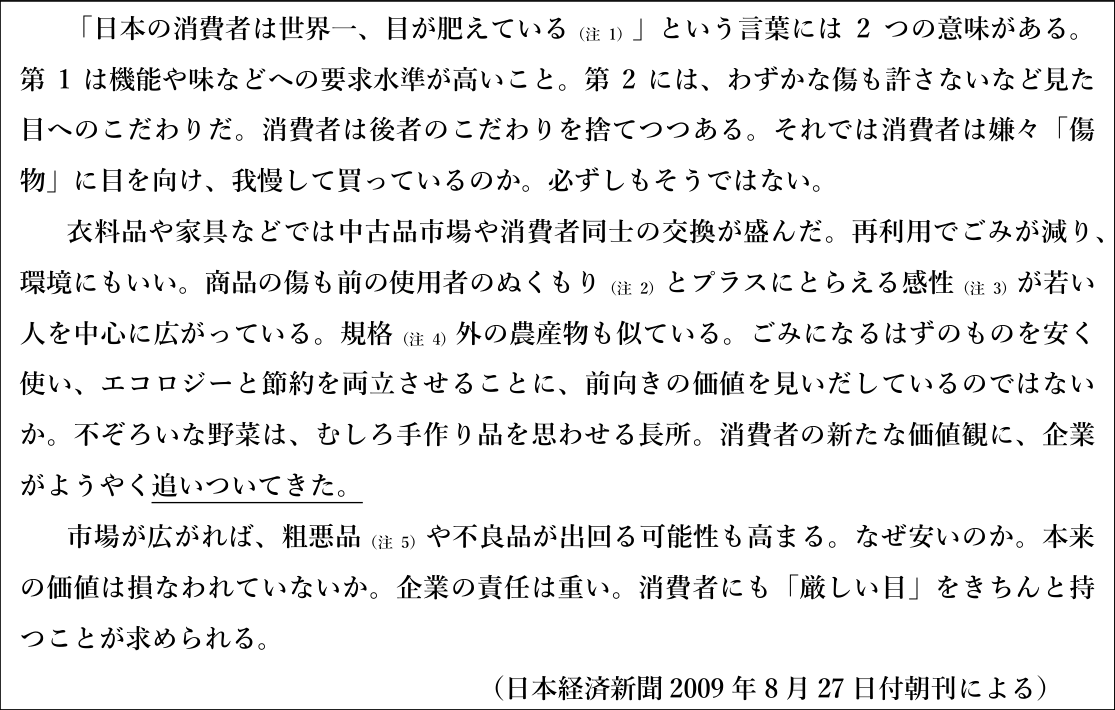 「日本の消費者は世界一、目が肥えている（注 1）」という言葉には 2 つの意味がある。
第 1 は機能や味などへの要求水準が高いこと。第 2 には、わずかな傷も許さないなど見た
目へのこだわりだ。消費者は後者のこだわりを捨てつつある。それでは消費者は嫌々「傷
物」に目を向け、我慢して買っているのか。必ずしもそうではない。
衣料品や家具などでは中古品市場や消費者同士の交換が盛んだ。再利用でごみが減り、
環境にもいい。商品の傷も前の使用者のぬくもり（注 2）とプラスにとらえる感性（注 3）が若い
人を中心に広がっている。規格（注 4）外の農産物も似ている。ごみになるはずのものを安く
使い、エコロジーと節約を両立させることに、前向きの価値を見いだしているのではない
か。不ぞろいな野菜は、むしろ手作り品を思わせる長所。消費者の新たな価値観に、企業
がようやく追いついてきた。
市場が広がれば、粗悪品（注 5）や不良品が出回る可能性も高まる。なぜ安いのか。本来
の価値は損なわれていないか。企業の責任は重い。消費者にも「厳しい目」をきちんと持
つことが求められる。
（日本経済新聞 2009 年 8 月 27 日付朝刊による）